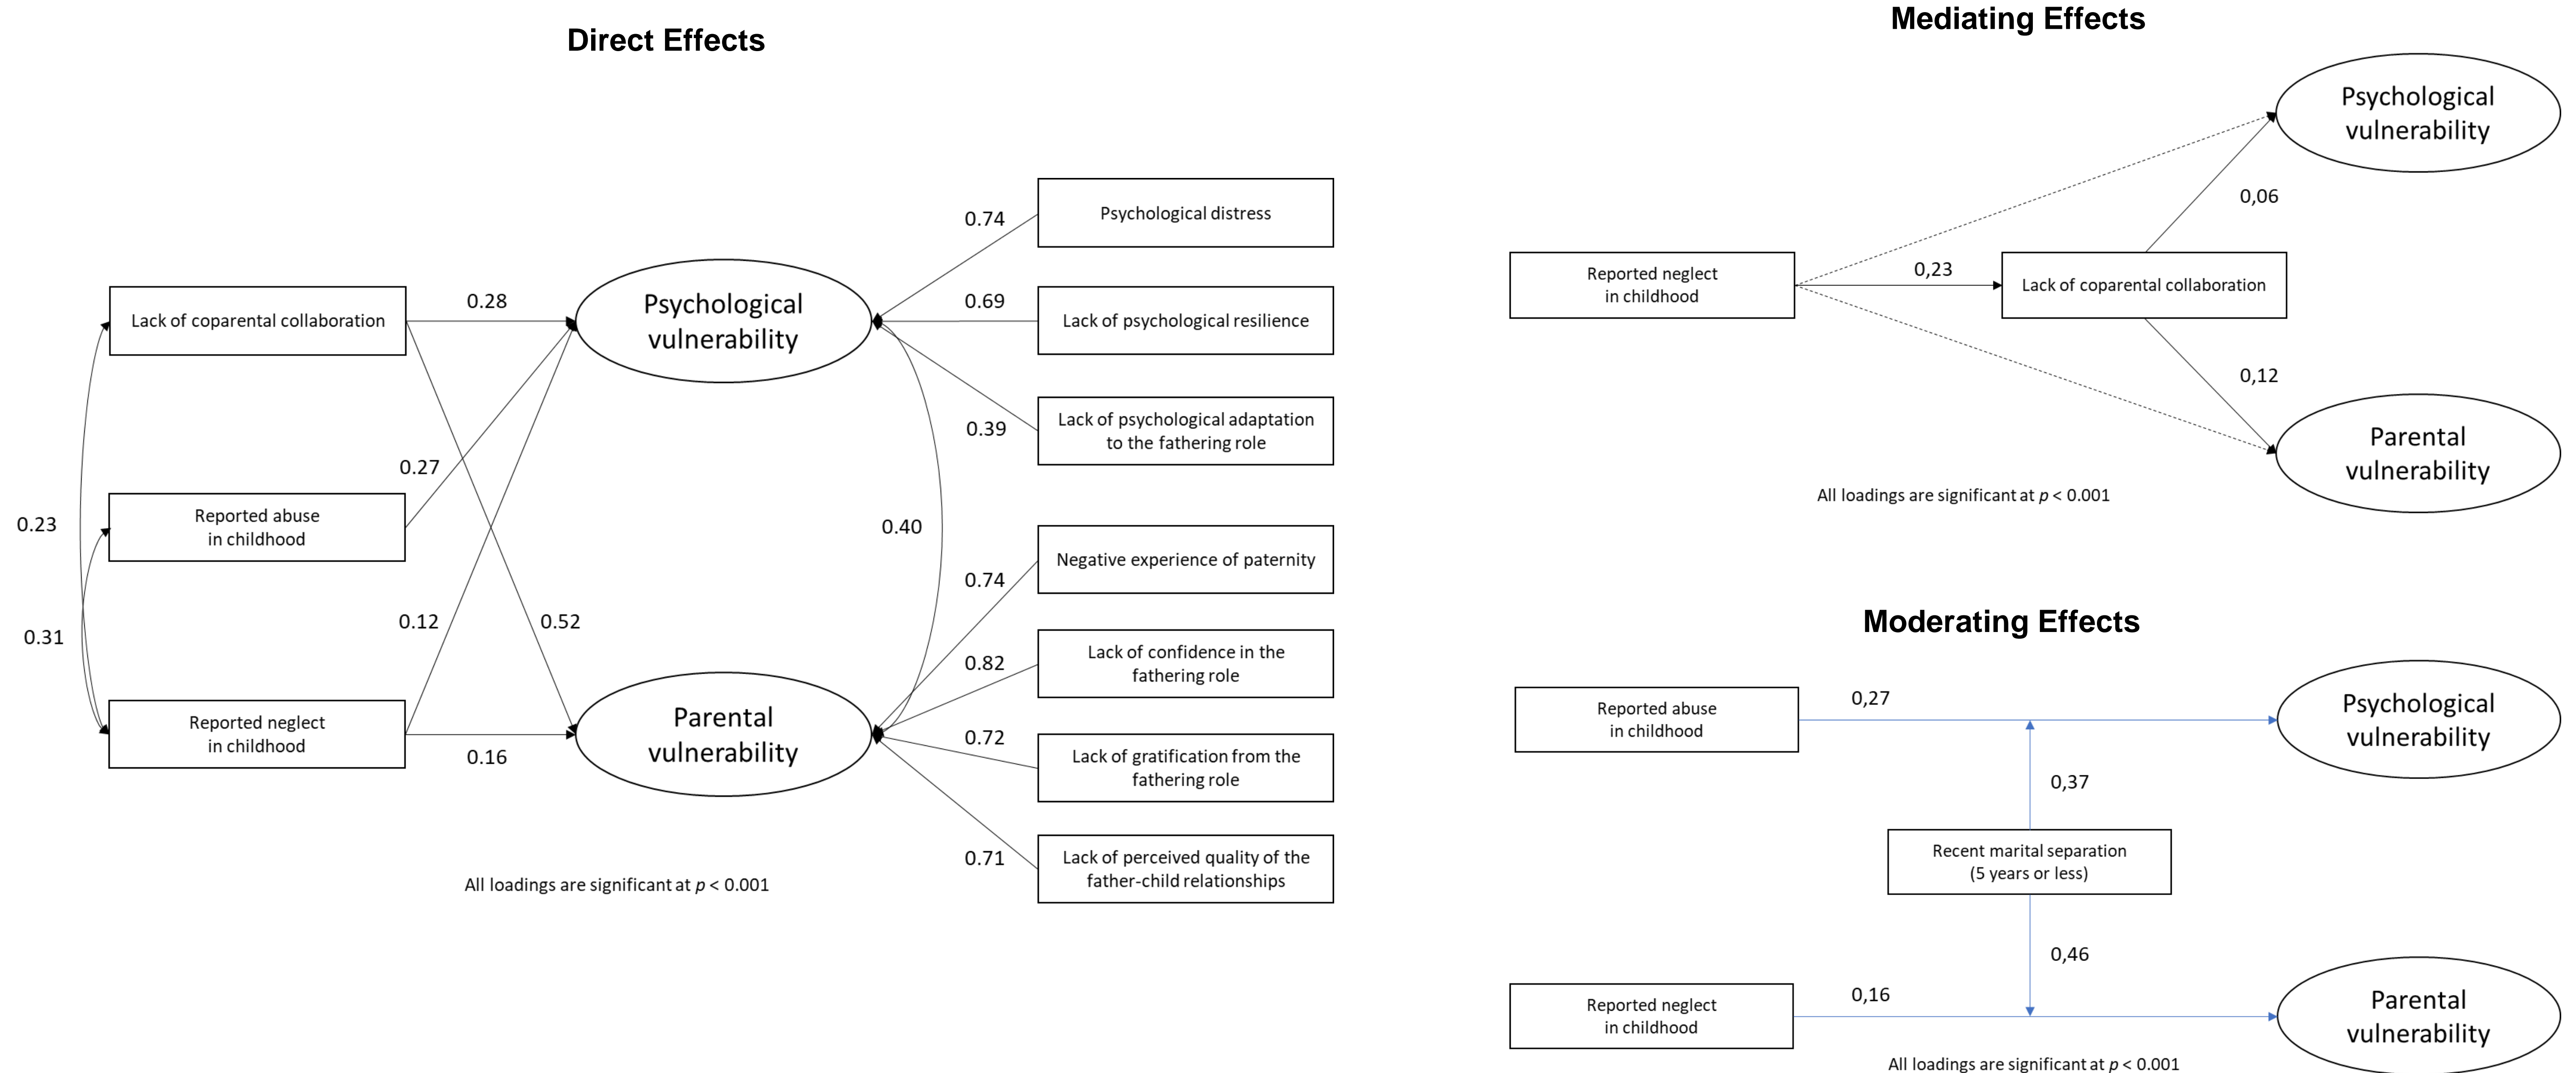 Direct Effects
Psychological distress
0.74
Lack of coparental collaboration
0.28
Psychological
vulnerability
0.69
Lack of psychological resilience
0.39
Lack of psychological adaptation
to the fathering role
0.27
0.23
Reported abuse
in childhood
0.40
Negative experience of paternity
0.74
0.31
0.12
0.52
0.82
Lack of confidence in the
fathering role
Reported neglect
in childhood
0.16
Parental
vulnerability
0.72
Lack of gratification from the
fathering role
0.71
Lack of perceived quality of the
father-child relationships
All loadings are significant at p < 0.001
Mediating Effects
Psychological
vulnerability
0,06
Reported neglect
in childhood
0,23
Lack of coparental collaboration
0,12
Parental
vulnerability
All loadings are significant at p < 0.001
Moderating Effects
Reported abuse
in childhood
0,27
Psychological
vulnerability
0,37
Recent marital separation
(5 years or less)
0,46
Reported neglect
in childhood
0,16
Parental
vulnerability
All loadings are significant at p < 0.001